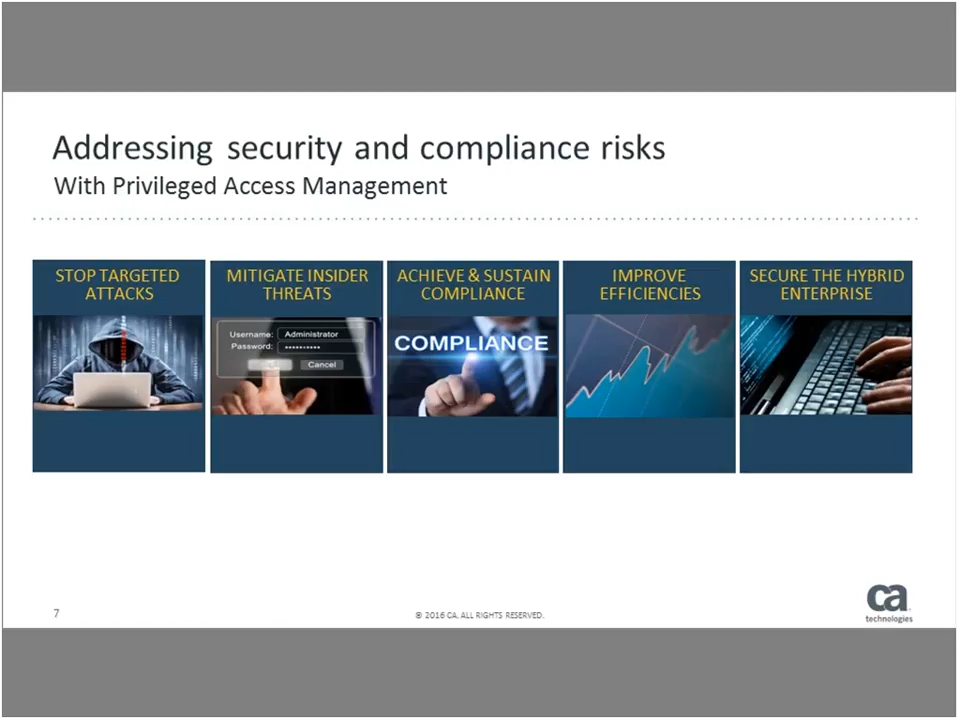 Addressing security and compliance risks
With Privileged Access Management
STOP TARGETED
ATTACKS
MITIGATE INSIDER
THREATS
Username: Administrator
Password: ••••••••••
Cancel
ACHIEVE & SUSTAIN
COMPLIANCE
COMPLIANCE
IMPROVE
EFFICIENCIES
SECURE THE HYBRID
ENTERPRISE
7
© 2016 CA. ALL RIGHTS RESERVED.
ca
technologies